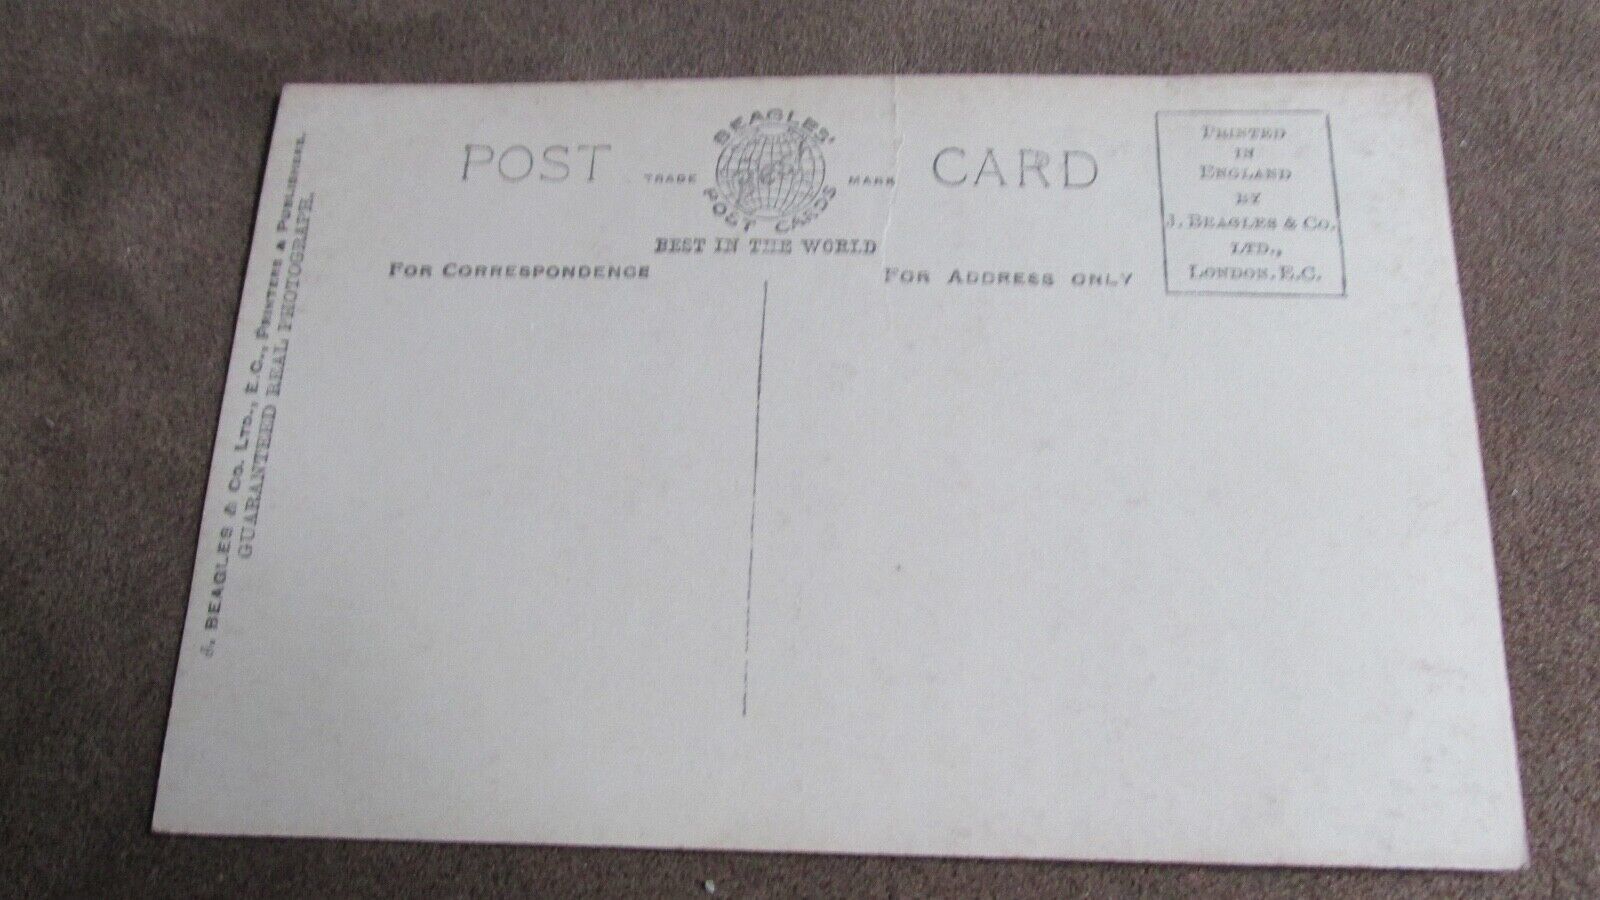 POST CARD
BEAGLES'
TRADE MARK
Best
POST CARDS
BEST IN THE WORLD
FOR CORRESPONDENCE
FOR ADDRESS ONLY
PRINTED
IN
ENGLAND
BY
J. BEAGLES & CO.
LTD.,
LONDON, E.C.
J. BEAGLES & CO. LTD., E.C., PRINTERS & PUBLISHERS.
GUARANTEED REAL PHOTOGRAPH.